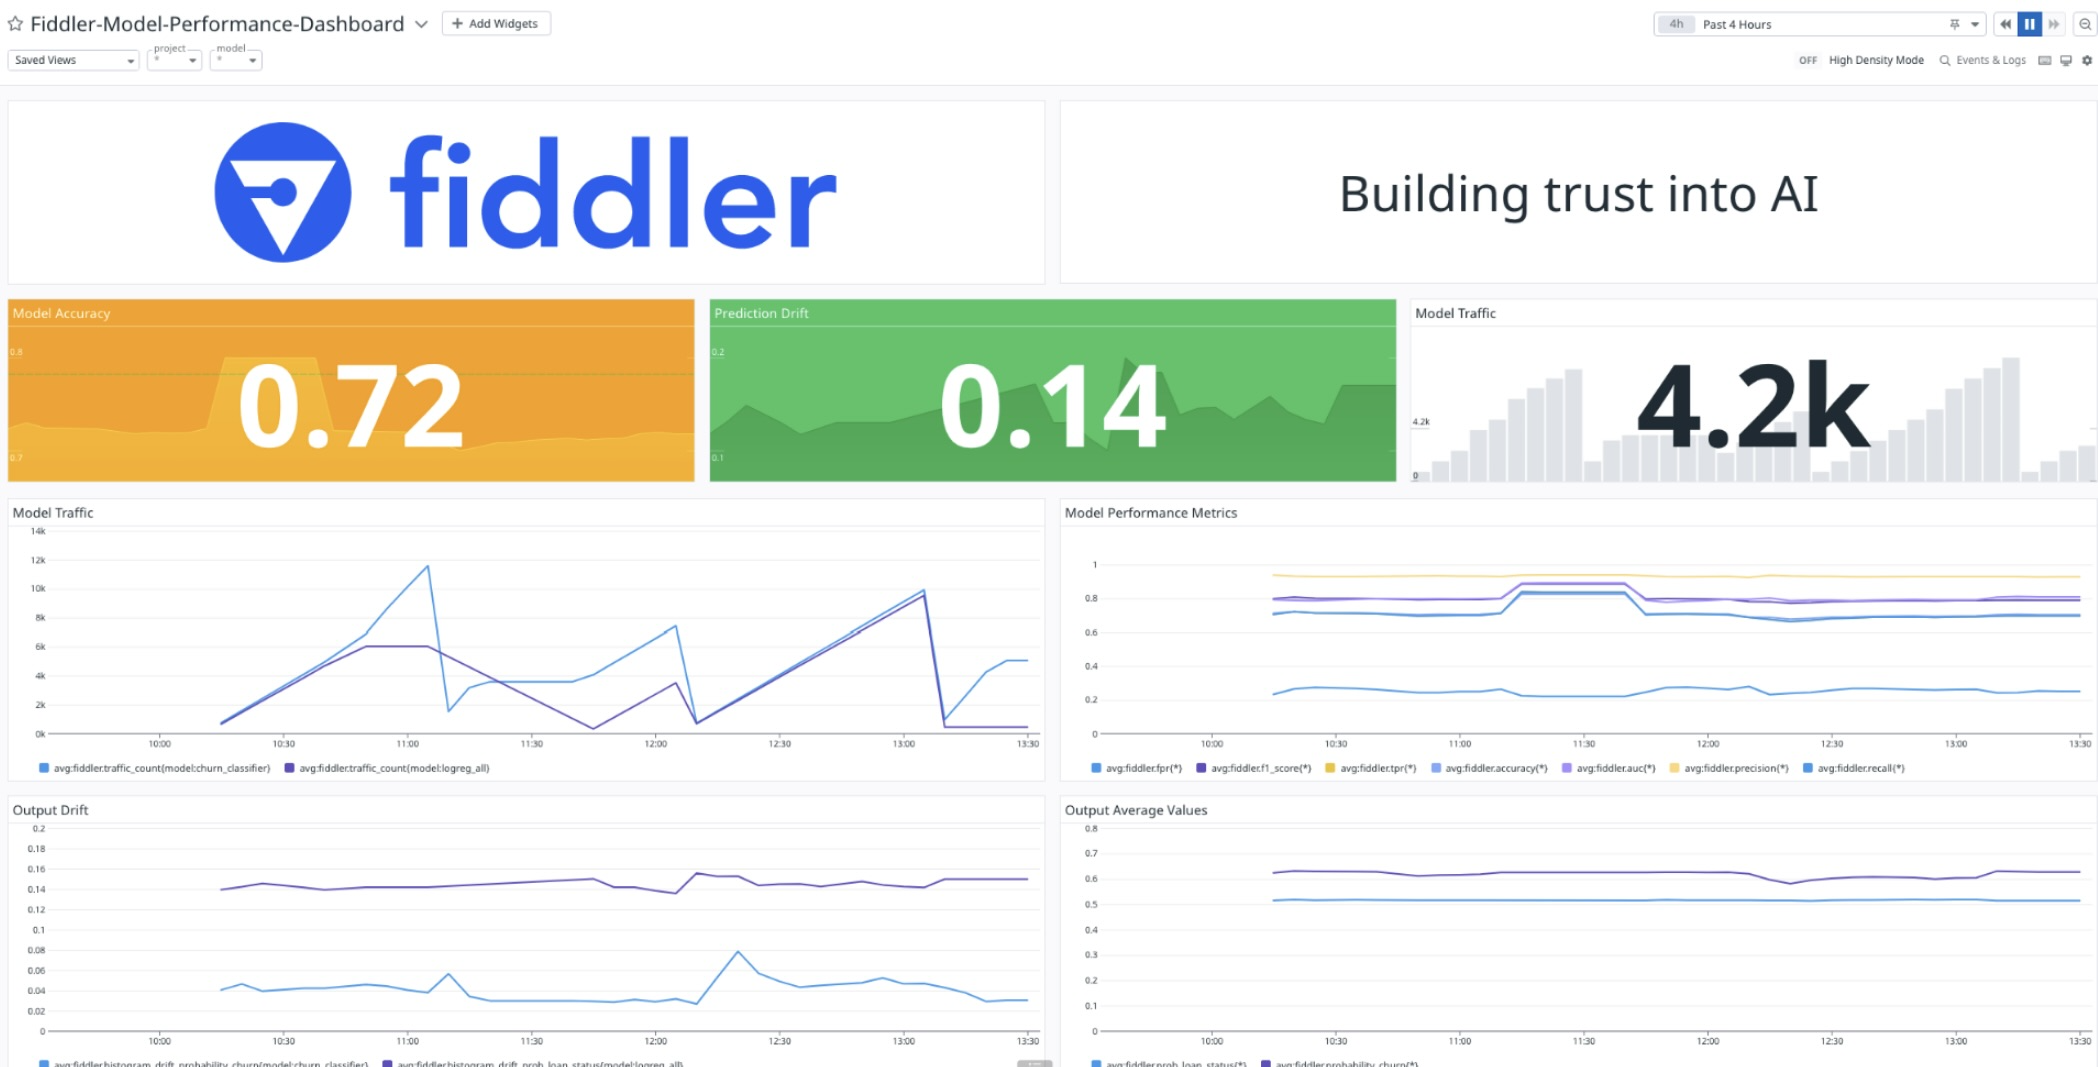 Fiddler-Model-Performance-Dashboard
+ Add Widgets
4h Past 4 Hours
Saved Views
project
*
model
*
OFF High Density Mode
Events & Logs
fiddler
Building trust into AI
Model Accuracy
0.8
0.72
0.7
Prediction Drift
0.2
0.14
0.1
Model Traffic
4.2k
4.2k
0
Model Traffic
14k
12k
10k
8k
6k
4k
2k
0k
10:00 10:30 11:00 11:30 12:00 12:30 13:00 13:30
avg:fiddler.traffic_count{model:churn_classifier} avg:fiddler.traffic_count{model:logreg_all}
Model Performance Metrics
1
0.8
0.6
0.4
0.2
0
10:00 10:30 11:00 11:30 12:00 12:30 13:00 13:30
avg:fiddler.fpr{*} avg:fiddler.f1_score{*} avg:fiddler.tpr{*} avg:fiddler.accuracy{*} avg:fiddler.auc{*} avg:fiddler.precision{*} avg:fiddler.recall{*}
Output Drift
0.2
0.18
0.16
0.14
0.12
0.1
0.08
0.06
0.04
0.02
0
10:00 10:30 11:00 11:30 12:00 12:30 13:00 13:30
avg:fiddler.histogram_drift_probability_churn{model:churn_classifier} avg:fiddler.histogram_drift_prob_loan_status{model:logreg_all}
Output Average Values
0.8
0.7
0.6
0.5
0.4
0.3
0.2
0.1
0
10:00 10:30 11:00 11:30 12:00 12:30 13:00 13:30
avg:fiddler.prob_loan_status{*} avg:fiddler.probability_churn{*}